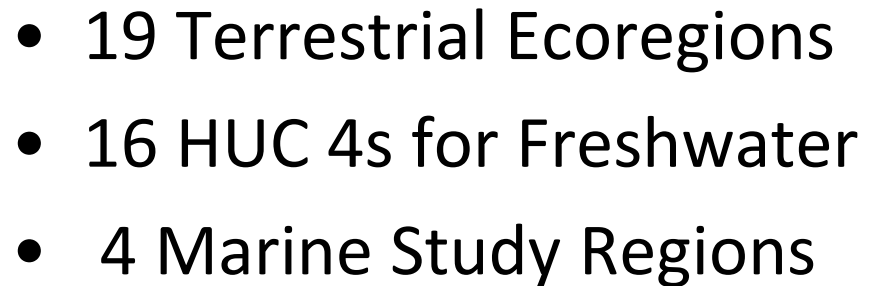 • 19 Terrestrial Ecoregions
• 16 HUC 4s for Freshwater
• 4 Marine Study Regions